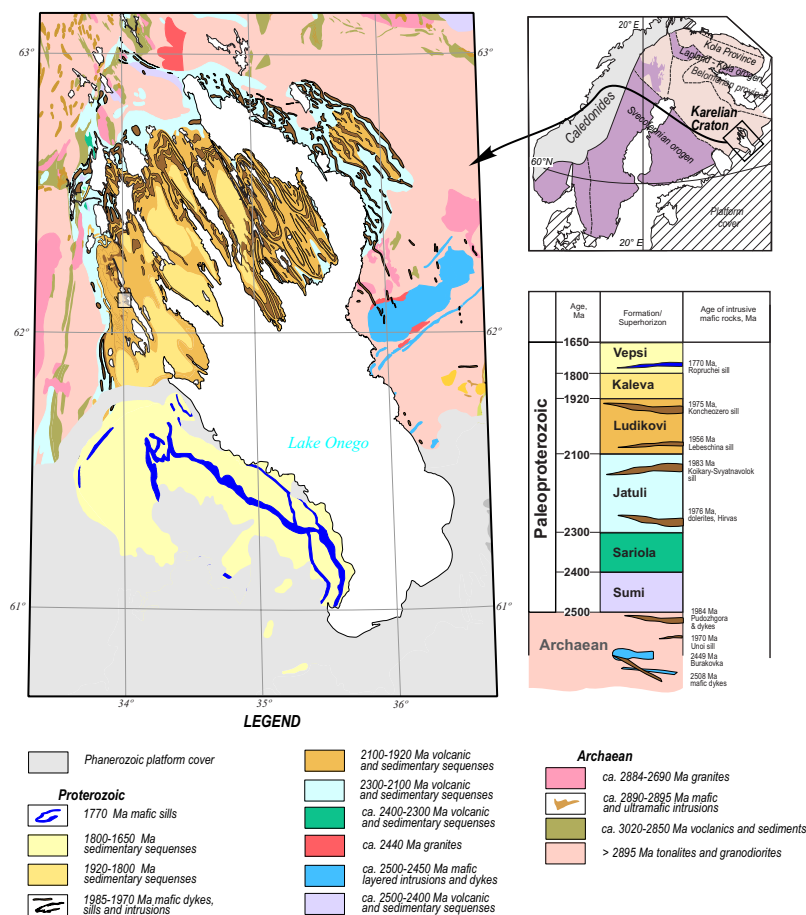 63°
63°
62°
62°
61°
61°
34°
35°
36°
Lake Onego
20° E
Kola Province
Lapland - Kola orogen
Belomorian province
Karelian
Craton
Caledonides
Svecofennian orogen
60°N
Platform
cover
20° E
Age,
Ma
Formation/
Superhorizon
Age of intrusive
mafic rocks, Ma
Paleoproterozoic
1650
Vepsi
1770 Ma,
Ropruchei sill
1800
Kaleva
1920
1975 Ma,
Koncheozero sill
Ludikovi
1956 Ma
Lebeschina sill
2100
1983 Ma
Koikary-Svyatnavolok
sill
Jatuli
1976 Ma,
dolerites, Hirvas
2300
Sariola
2400
Sumi
2500
Archaean
1984 Ma
Pudozhgora
& dykes
1970 Ma
Unoi sill
2449 Ma
Burakovka
2508 Ma
mafic dykes
LEGEND
Phanerozoic platform cover
Proterozoic
1770 Ma mafic sills
1800-1650 Ma
sedimentary sequenses
1920-1800 Ma
sedimentary sequenses
1985-1970 Ma mafic dykes,
sills and intrusions
2100-1920 Ma volcanic
and sedimentary sequenses
2300-2100 Ma volcanic
and sedimentary sequenses
ca. 2400-2300 Ma volcanic
and sedimentary sequenses
ca. 2440 Ma granites
ca. 2500-2450 Ma mafic
layered intrusions and dykes
ca. 2500-2400 Ma volcanic
and sedimentary sequenses
Archaean
ca. 2884-2690 Ma granites
ca. 2890-2895 Ma mafic
and ultramafic intrusions
ca. 3020-2850 Ma voclanics and sediments
> 2895 Ma tonalites and granodiorites